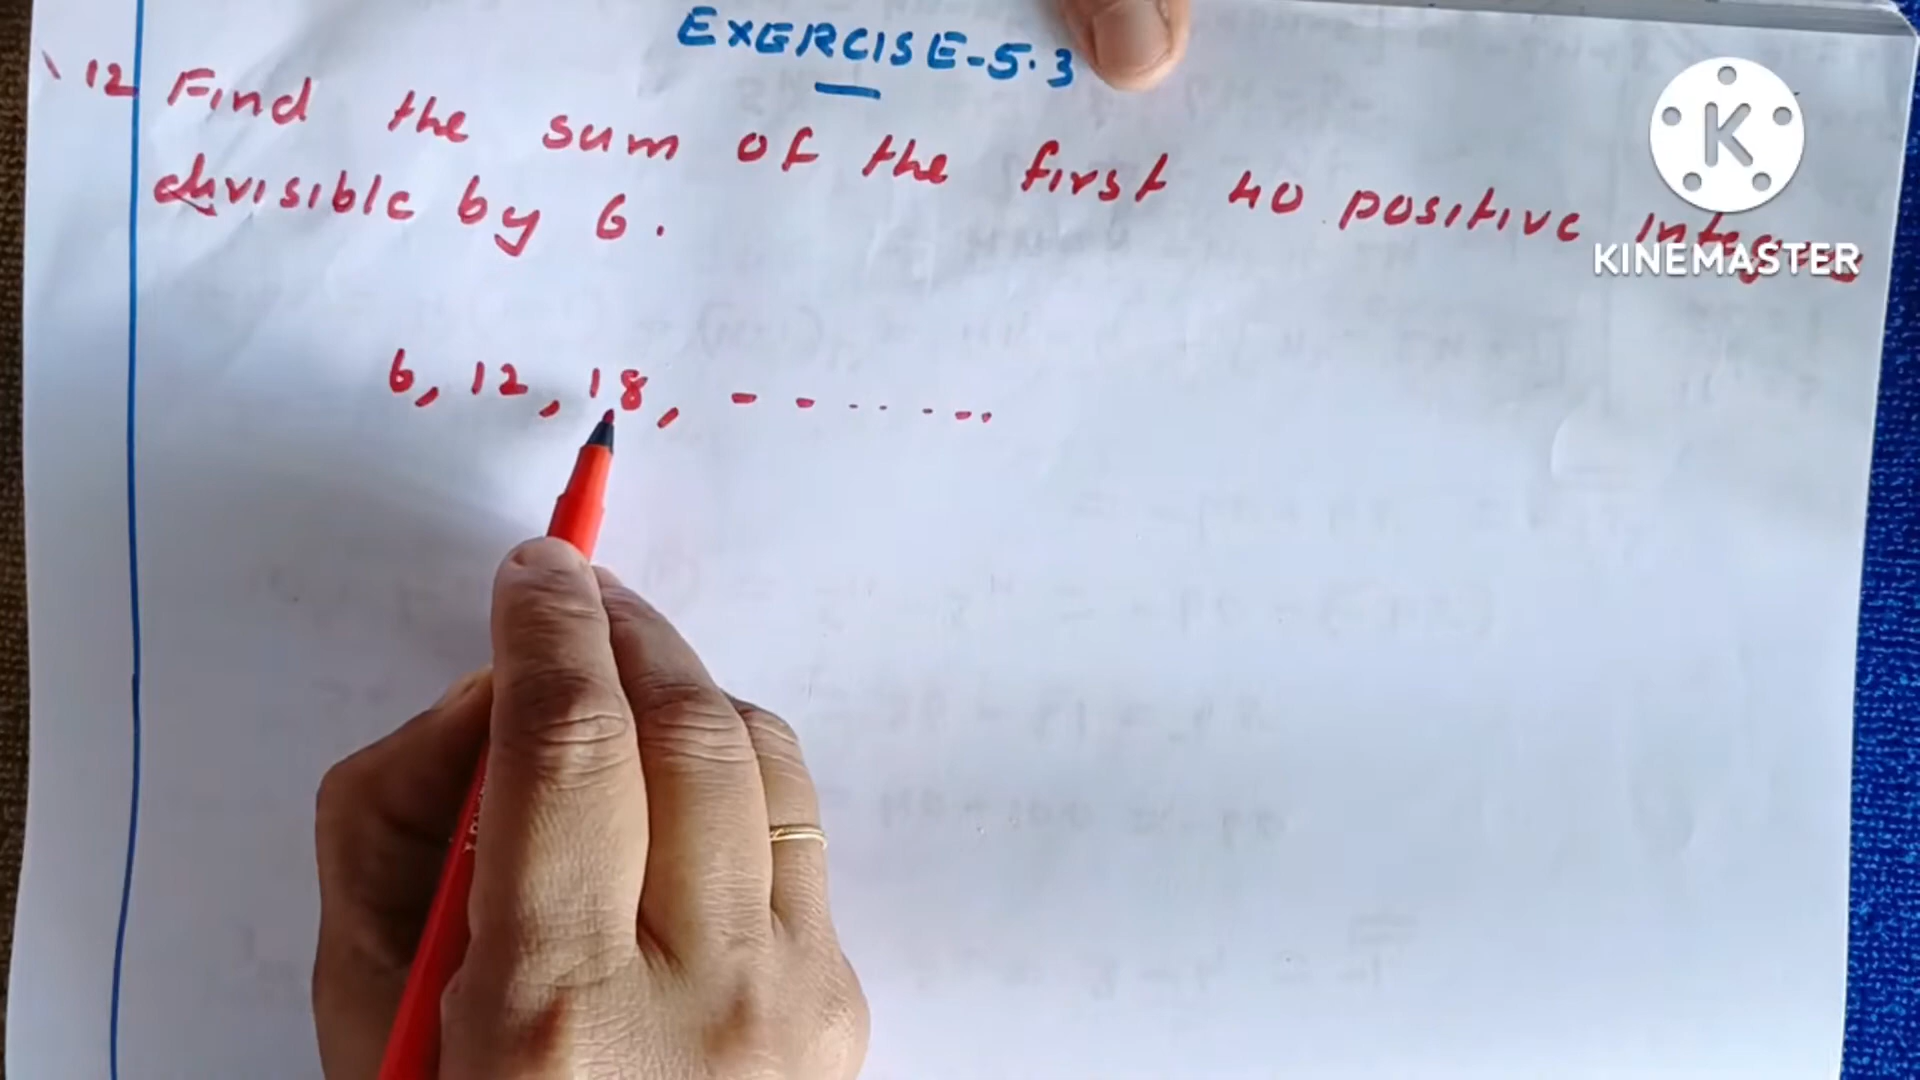 EXERCISE-5.3
12 Find the sum of the first 40 positive integers
divisible by 6.
6, 12, 18, - - .. - -..
K
KINEMASTER